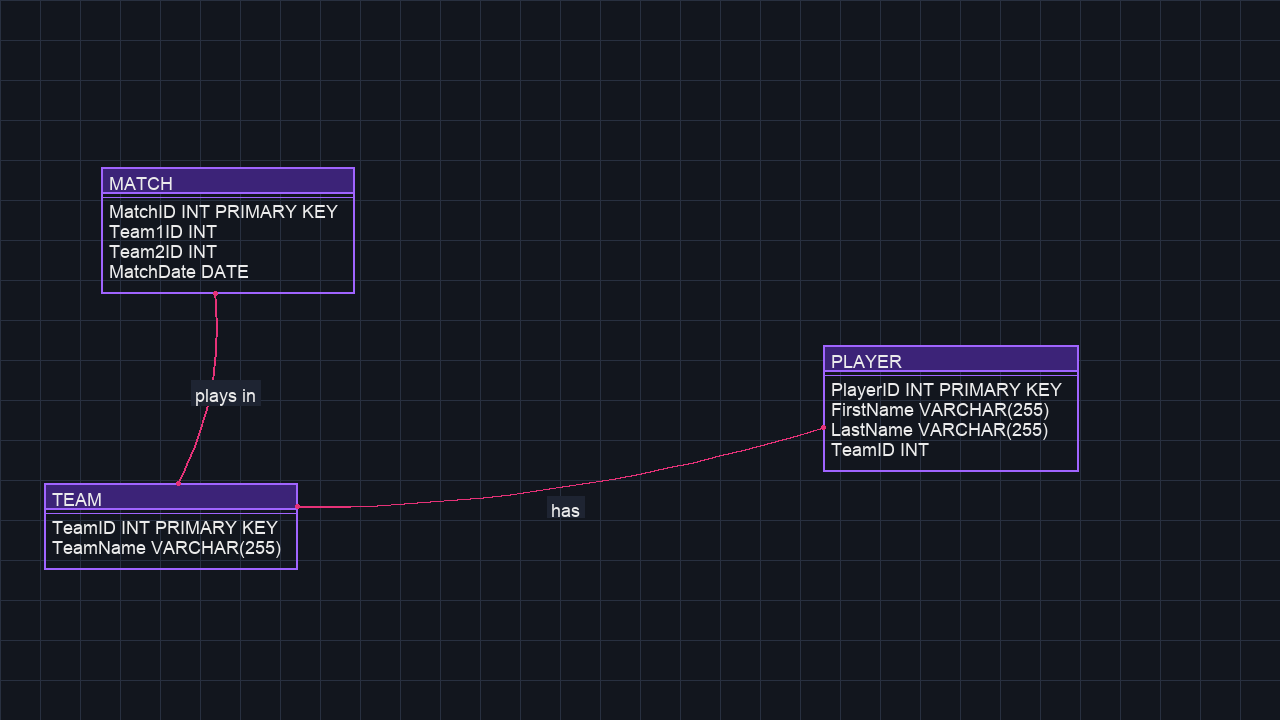 MATCH
MatchID INT PRIMARY KEY
Team1ID INT
Team2ID INT
MatchDate DATE
plays in
PLAYER
PlayerID INT PRIMARY KEY
FirstName VARCHAR(255)
LastName VARCHAR(255)
TeamID INT
TEAM
TeamID INT PRIMARY KEY
TeamName VARCHAR(255)
has